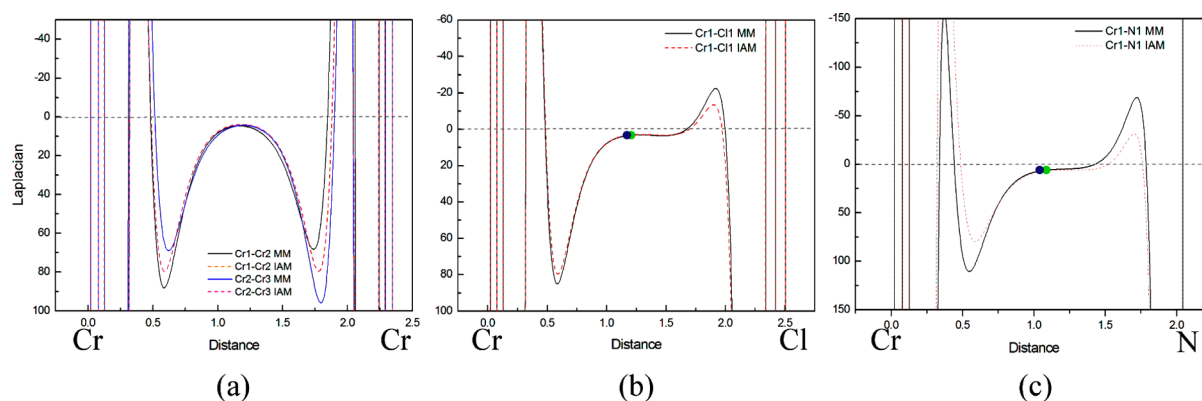 -40
-20
0
20
40
60
80
100
Laplacian
Cr1-Cr2 MM
Cr1-Cr2 IAM
Cr2-Cr3 MM
Cr2-Cr3 IAM
0.0 0.5 1.0 1.5 2.0 2.5
Cr Distance Cr
(a)
-60
-40
-20
0
20
40
60
80
100
Cr1-Cl1 MM
Cr1-Cl1 IAM
0.0 0.5 1.0 1.5 2.0 2.5
Cr Distance Cl
(b)
-150
-100
-50
0
50
100
150
Cr1-N1 MM
Cr1-N1 IAM
0.0 0.5 1.0 1.5 2.0
Cr Distance N
(c)